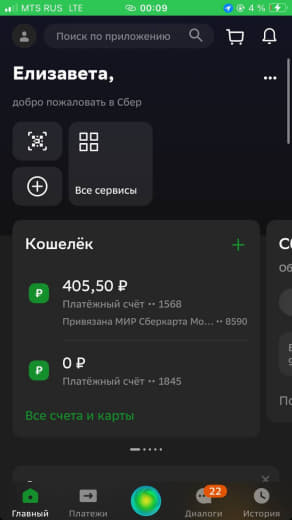 MTS RUS LTE 00:09 4 %
Поиск по приложению
Елизавета,
добро пожаловать в Сбер
Все сервисы
Кошелёк
405,50 ₽
Платёжный счёт •• 1568
Привязана МИР Сберкарта Мо... •• 8590
0 ₽
Платёжный счёт •• 1845
Все счета и карты
22
Главный Платежи Диалоги История